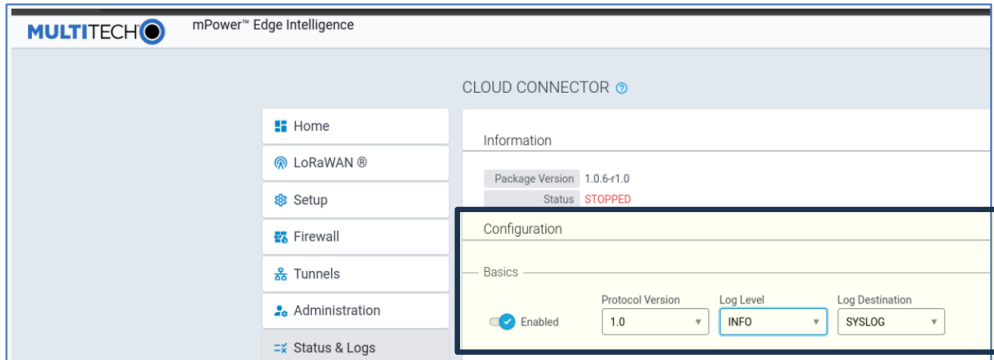 MULTITECH
mPower™ Edge Intelligence
CLOUD CONNECTOR
Home
LoRaWAN ®
Setup
Firewall
Tunnels
Administration
Status & Logs
Information
Package Version 1.0.6-r1.0
Status STOPPED
Configuration
Basics
Enabled
Protocol Version
1.0
Log Level
INFO
Log Destination
SYSLOG